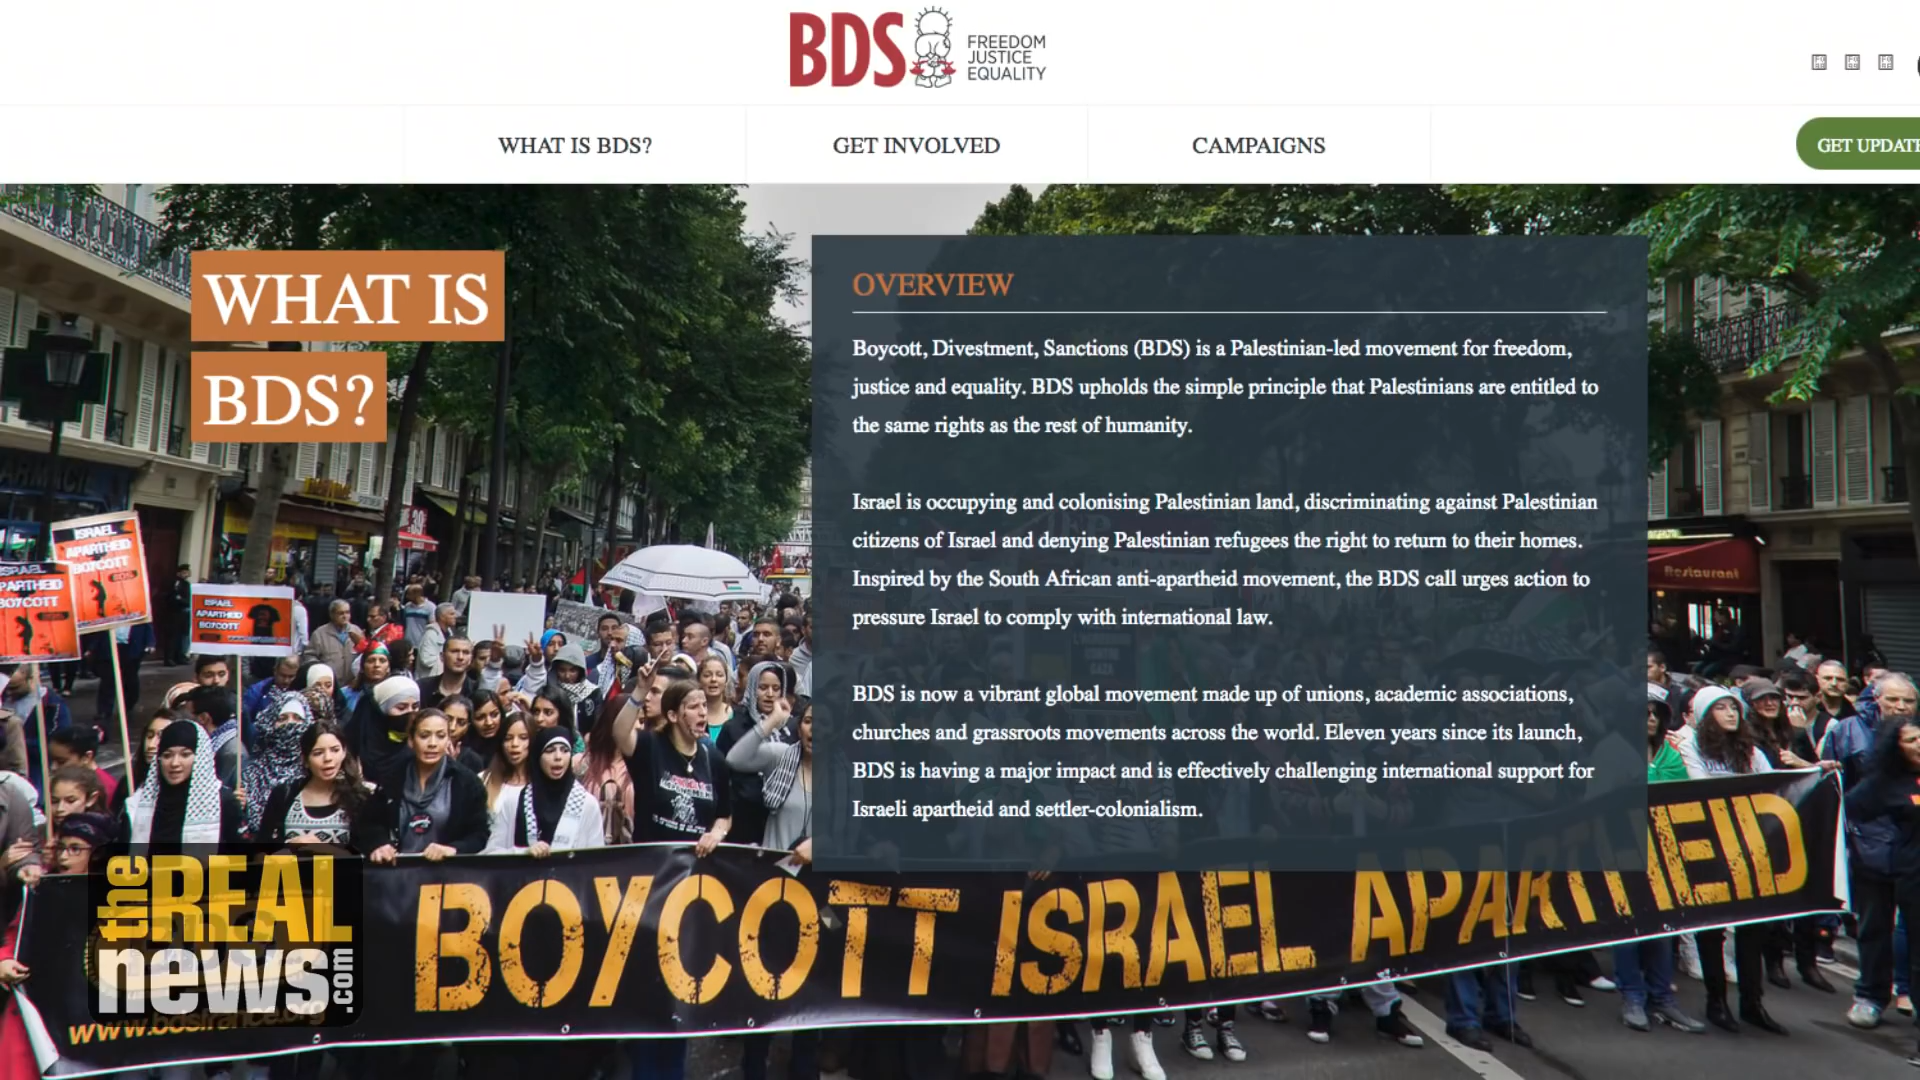 BDS
FREEDOM
JUSTICE
EQUALITY
WHAT IS BDS?
GET INVOLVED
CAMPAIGNS
GET UPDATE
WHAT IS
BDS?
OVERVIEW
Boycott, Divestment, Sanctions (BDS) is a Palestinian-led movement for freedom,
justice and equality. BDS upholds the simple principle that Palestinians are entitled to
the same rights as the rest of humanity.
Israel is occupying and colonising Palestinian land, discriminating against Palestinian
citizens of Israel and denying Palestinian refugees the right to return to their homes.
Inspired by the South African anti-apartheid movement, the BDS call urges action to
pressure Israel to comply with international law.
BDS is now a vibrant global movement made up of unions, academic associations,
churches and grassroots movements across the world. Eleven years since its launch,
BDS is having a major impact and is effectively challenging international support for
Israeli apartheid and settler-colonialism.
ISRAEL
APARTHEID
BOYCOTT
ISRAEL
APARTHEID
BOYCOTT
Restaurant
BOYCOTT ISRAEL APARTHEID
the REAL
news.com